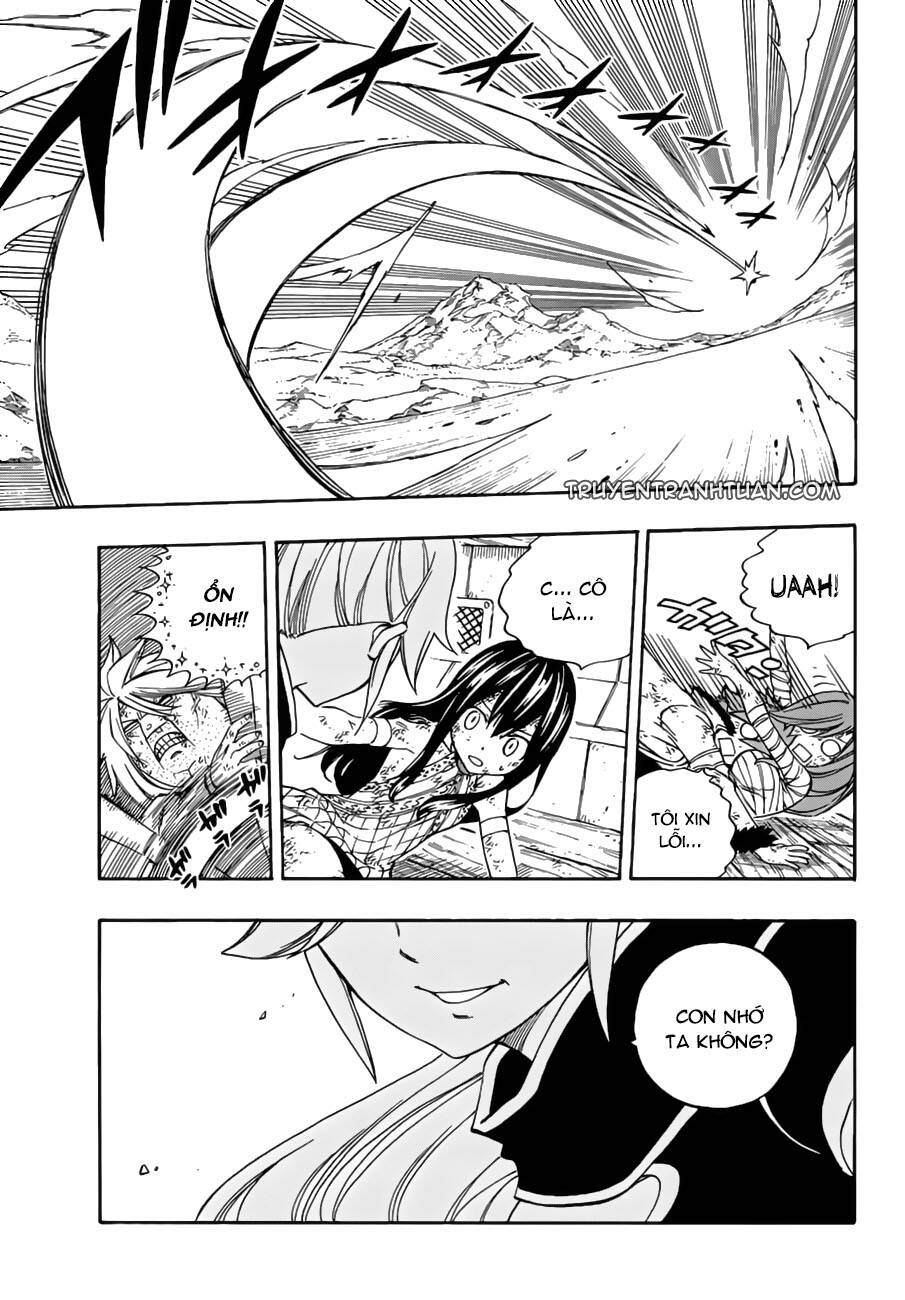 TRUYENTRANHTUAN.COM
UAAH!
TÔI XIN
LỖI...
C... CÔ
LÀ...
ỔN
ĐỊNH!!
CON NHỚ
TA KHÔNG?